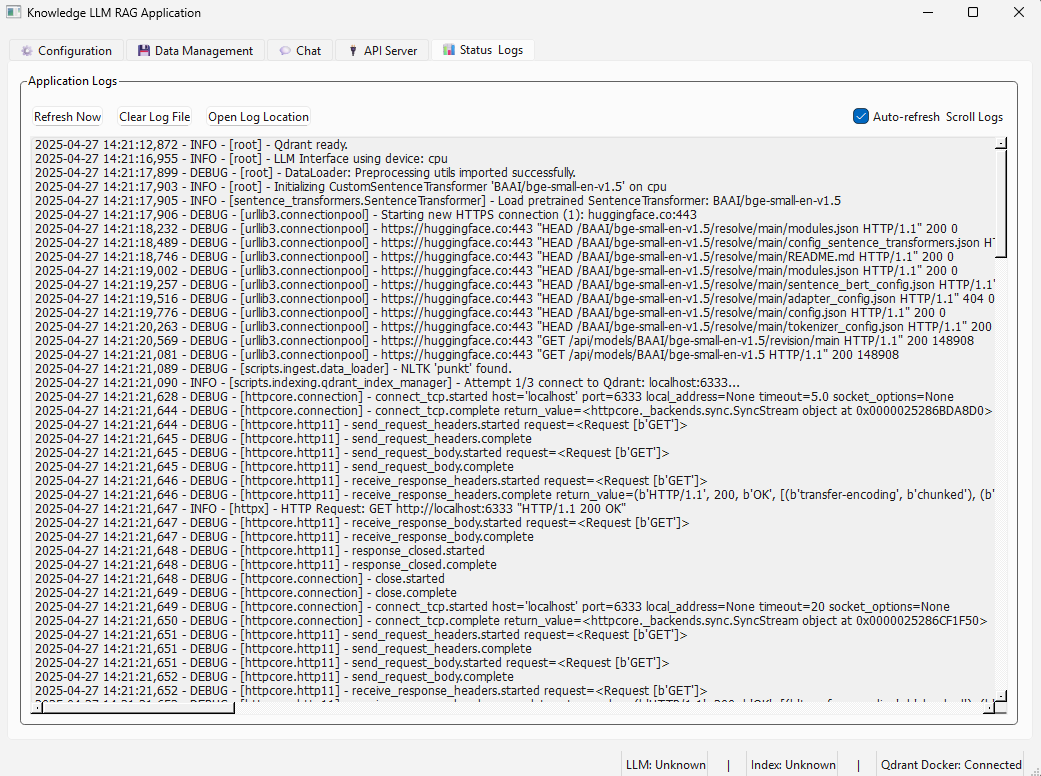 Knowledge LLM RAG Application
Configuration Data Management Chat API Server Status Logs
Application Logs
Refresh Now Clear Log File Open Log Location Auto-refresh Scroll Logs
2025-04-27 14:21:12,872 - INFO - [root] - Qdrant ready.
2025-04-27 14:21:16,955 - INFO - [root] - LLM Interface using device: cpu
2025-04-27 14:21:17,899 - DEBUG - [root] - DataLoader: Preprocessing utils imported successfully.
2025-04-27 14:21:17,903 - INFO - [root] - Initializing CustomSentenceTransformer 'BAAI/bge-small-en-v1.5' on cpu
2025-04-27 14:21:17,905 - INFO - [sentence_transformers.SentenceTransformer] - Load pretrained SentenceTransformer: BAAI/bge-small-en-v1.5
2025-04-27 14:21:17,906 - DEBUG - [urllib3.connectionpool] - Starting new HTTPS connection (1): huggingface.co:443
2025-04-27 14:21:18,232 - DEBUG - [urllib3.connectionpool] - https://huggingface.co:443 "HEAD /BAAI/bge-small-en-v1.5/resolve/main/modules.json HTTP/1.1" 200 0
2025-04-27 14:21:18,489 - DEBUG - [urllib3.connectionpool] - https://huggingface.co:443 "HEAD /BAAI/bge-small-en-v1.5/resolve/main/config_sentence_transformers.json H
2025-04-27 14:21:18,746 - DEBUG - [urllib3.connectionpool] - https://huggingface.co:443 "HEAD /BAAI/bge-small-en-v1.5/resolve/main/README.md HTTP/1.1" 200 0
2025-04-27 14:21:19,002 - DEBUG - [urllib3.connectionpool] - https://huggingface.co:443 "HEAD /BAAI/bge-small-en-v1.5/resolve/main/modules.json HTTP/1.1" 200 0
2025-04-27 14:21:19,257 - DEBUG - [urllib3.connectionpool] - https://huggingface.co:443 "HEAD /BAAI/bge-small-en-v1.5/resolve/main/sentence_bert_config.json HTTP/1.1"
2025-04-27 14:21:19,516 - DEBUG - [urllib3.connectionpool] - https://huggingface.co:443 "HEAD /BAAI/bge-small-en-v1.5/resolve/main/adapter_config.json HTTP/1.1" 404 0
2025-04-27 14:21:19,776 - DEBUG - [urllib3.connectionpool] - https://huggingface.co:443 "HEAD /BAAI/bge-small-en-v1.5/resolve/main/config.json HTTP/1.1" 200 0
2025-04-27 14:21:20,263 - DEBUG - [urllib3.connectionpool] - https://huggingface.co:443 "HEAD /BAAI/bge-small-en-v1.5/resolve/main/tokenizer_config.json HTTP/1.1" 200
2025-04-27 14:21:20,569 - DEBUG - [urllib3.connectionpool] - https://huggingface.co:443 "GET /api/models/BAAI/bge-small-en-v1.5/revision/main HTTP/1.1" 200 148908
2025-04-27 14:21:21,081 - DEBUG - [urllib3.connectionpool] - https://huggingface.co:443 "GET /api/models/BAAI/bge-small-en-v1.5 HTTP/1.1" 200 148908
2025-04-27 14:21:21,089 - DEBUG - [scripts.ingest.data_loader] - NLTK 'punkt' found.
2025-04-27 14:21:21,090 - INFO - [scripts.indexing.qdrant_index_manager] - Attempt 1/3 connect to Qdrant: localhost:6333...
2025-04-27 14:21:21,628 - DEBUG - [httpcore.connection] - connect_tcp.started host='localhost' port=6333 local_address=None timeout=5.0 socket_options=None
2025-04-27 14:21:21,644 - DEBUG - [httpcore.connection] - connect_tcp.complete return_value=<httpcore._backends.sync.SyncStream object at 0x0000025286BDA8D0>
2025-04-27 14:21:21,644 - DEBUG - [httpcore.http11] - send_request_headers.started request=<Request [b'GET']>
2025-04-27 14:21:21,645 - DEBUG - [httpcore.http11] - send_request_headers.complete
2025-04-27 14:21:21,645 - DEBUG - [httpcore.http11] - send_request_body.started request=<Request [b'GET']>
2025-04-27 14:21:21,645 - DEBUG - [httpcore.http11] - send_request_body.complete
2025-04-27 14:21:21,646 - DEBUG - [httpcore.http11] - receive_response_headers.started request=<Request [b'GET']>
2025-04-27 14:21:21,646 - DEBUG - [httpcore.http11] - receive_response_headers.complete return_value=(b'HTTP/1.1', 200, b'OK', [(b'transfer-encoding', b'chunked'), (b'
2025-04-27 14:21:21,647 - INFO - [httpx] - HTTP Request: GET http://localhost:6333 "HTTP/1.1 200 OK"
2025-04-27 14:21:21,647 - DEBUG - [httpcore.http11] - receive_response_body.started request=<Request [b'GET']>
2025-04-27 14:21:21,647 - DEBUG - [httpcore.http11] - receive_response_body.complete
2025-04-27 14:21:21,648 - DEBUG - [httpcore.http11] - response_closed.started
2025-04-27 14:21:21,648 - DEBUG - [httpcore.http11] - response_closed.complete
2025-04-27 14:21:21,648 - DEBUG - [httpcore.connection] - close.started
2025-04-27 14:21:21,649 - DEBUG - [httpcore.connection] - close.complete
2025-04-27 14:21:21,649 - DEBUG - [httpcore.connection] - connect_tcp.started host='localhost' port=6333 local_address=None timeout=20 socket_options=None
2025-04-27 14:21:21,650 - DEBUG - [httpcore.connection] - connect_tcp.complete return_value=<httpcore._backends.sync.SyncStream object at 0x0000025286CF1F50>
2025-04-27 14:21:21,651 - DEBUG - [httpcore.http11] - send_request_headers.started request=<Request [b'GET']>
2025-04-27 14:21:21,651 - DEBUG - [httpcore.http11] - send_request_headers.complete
2025-04-27 14:21:21,651 - DEBUG - [httpcore.http11] - send_request_body.started request=<Request [b'GET']>
2025-04-27 14:21:21,652 - DEBUG - [httpcore.http11] - send_request_body.complete
2025-04-27 14:21:21,652 - DEBUG - [httpcore.http11] - receive_response_headers.started request=<Request [b'GET']>
LLM: Unknown | Index: Unknown | Qdrant Docker: Connected